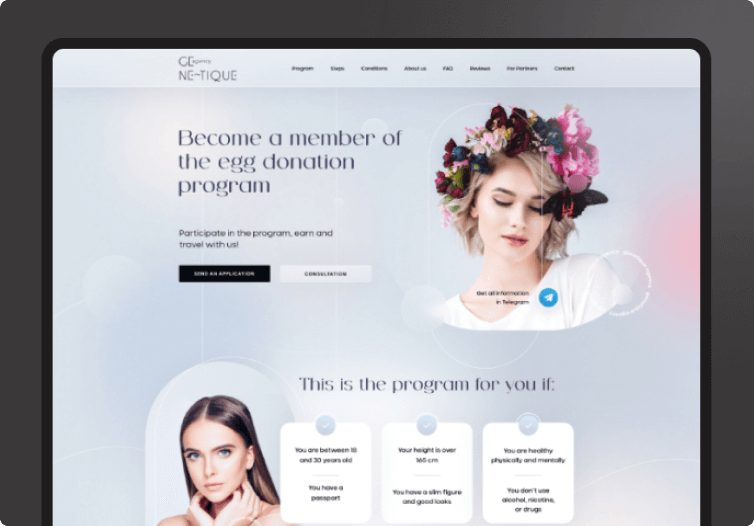 GE agency
NE~TIQUE
Program Steps Conditions About us FAQ Reviews For Partners Contact
Become a member of
the egg donation
program
Participate in the program, earn and
travel with us!
SEND AN APPLICATION
CONSULTATION
Get all information
in Telegram
This is the program for you if:
You are between 18
and 30 years old
You have a
passport
Your height is over
165 cm
You have a slim figure
and good looks
You are healthy
physically and mentally
You don't use
alcohol, nicotine,
or drugs